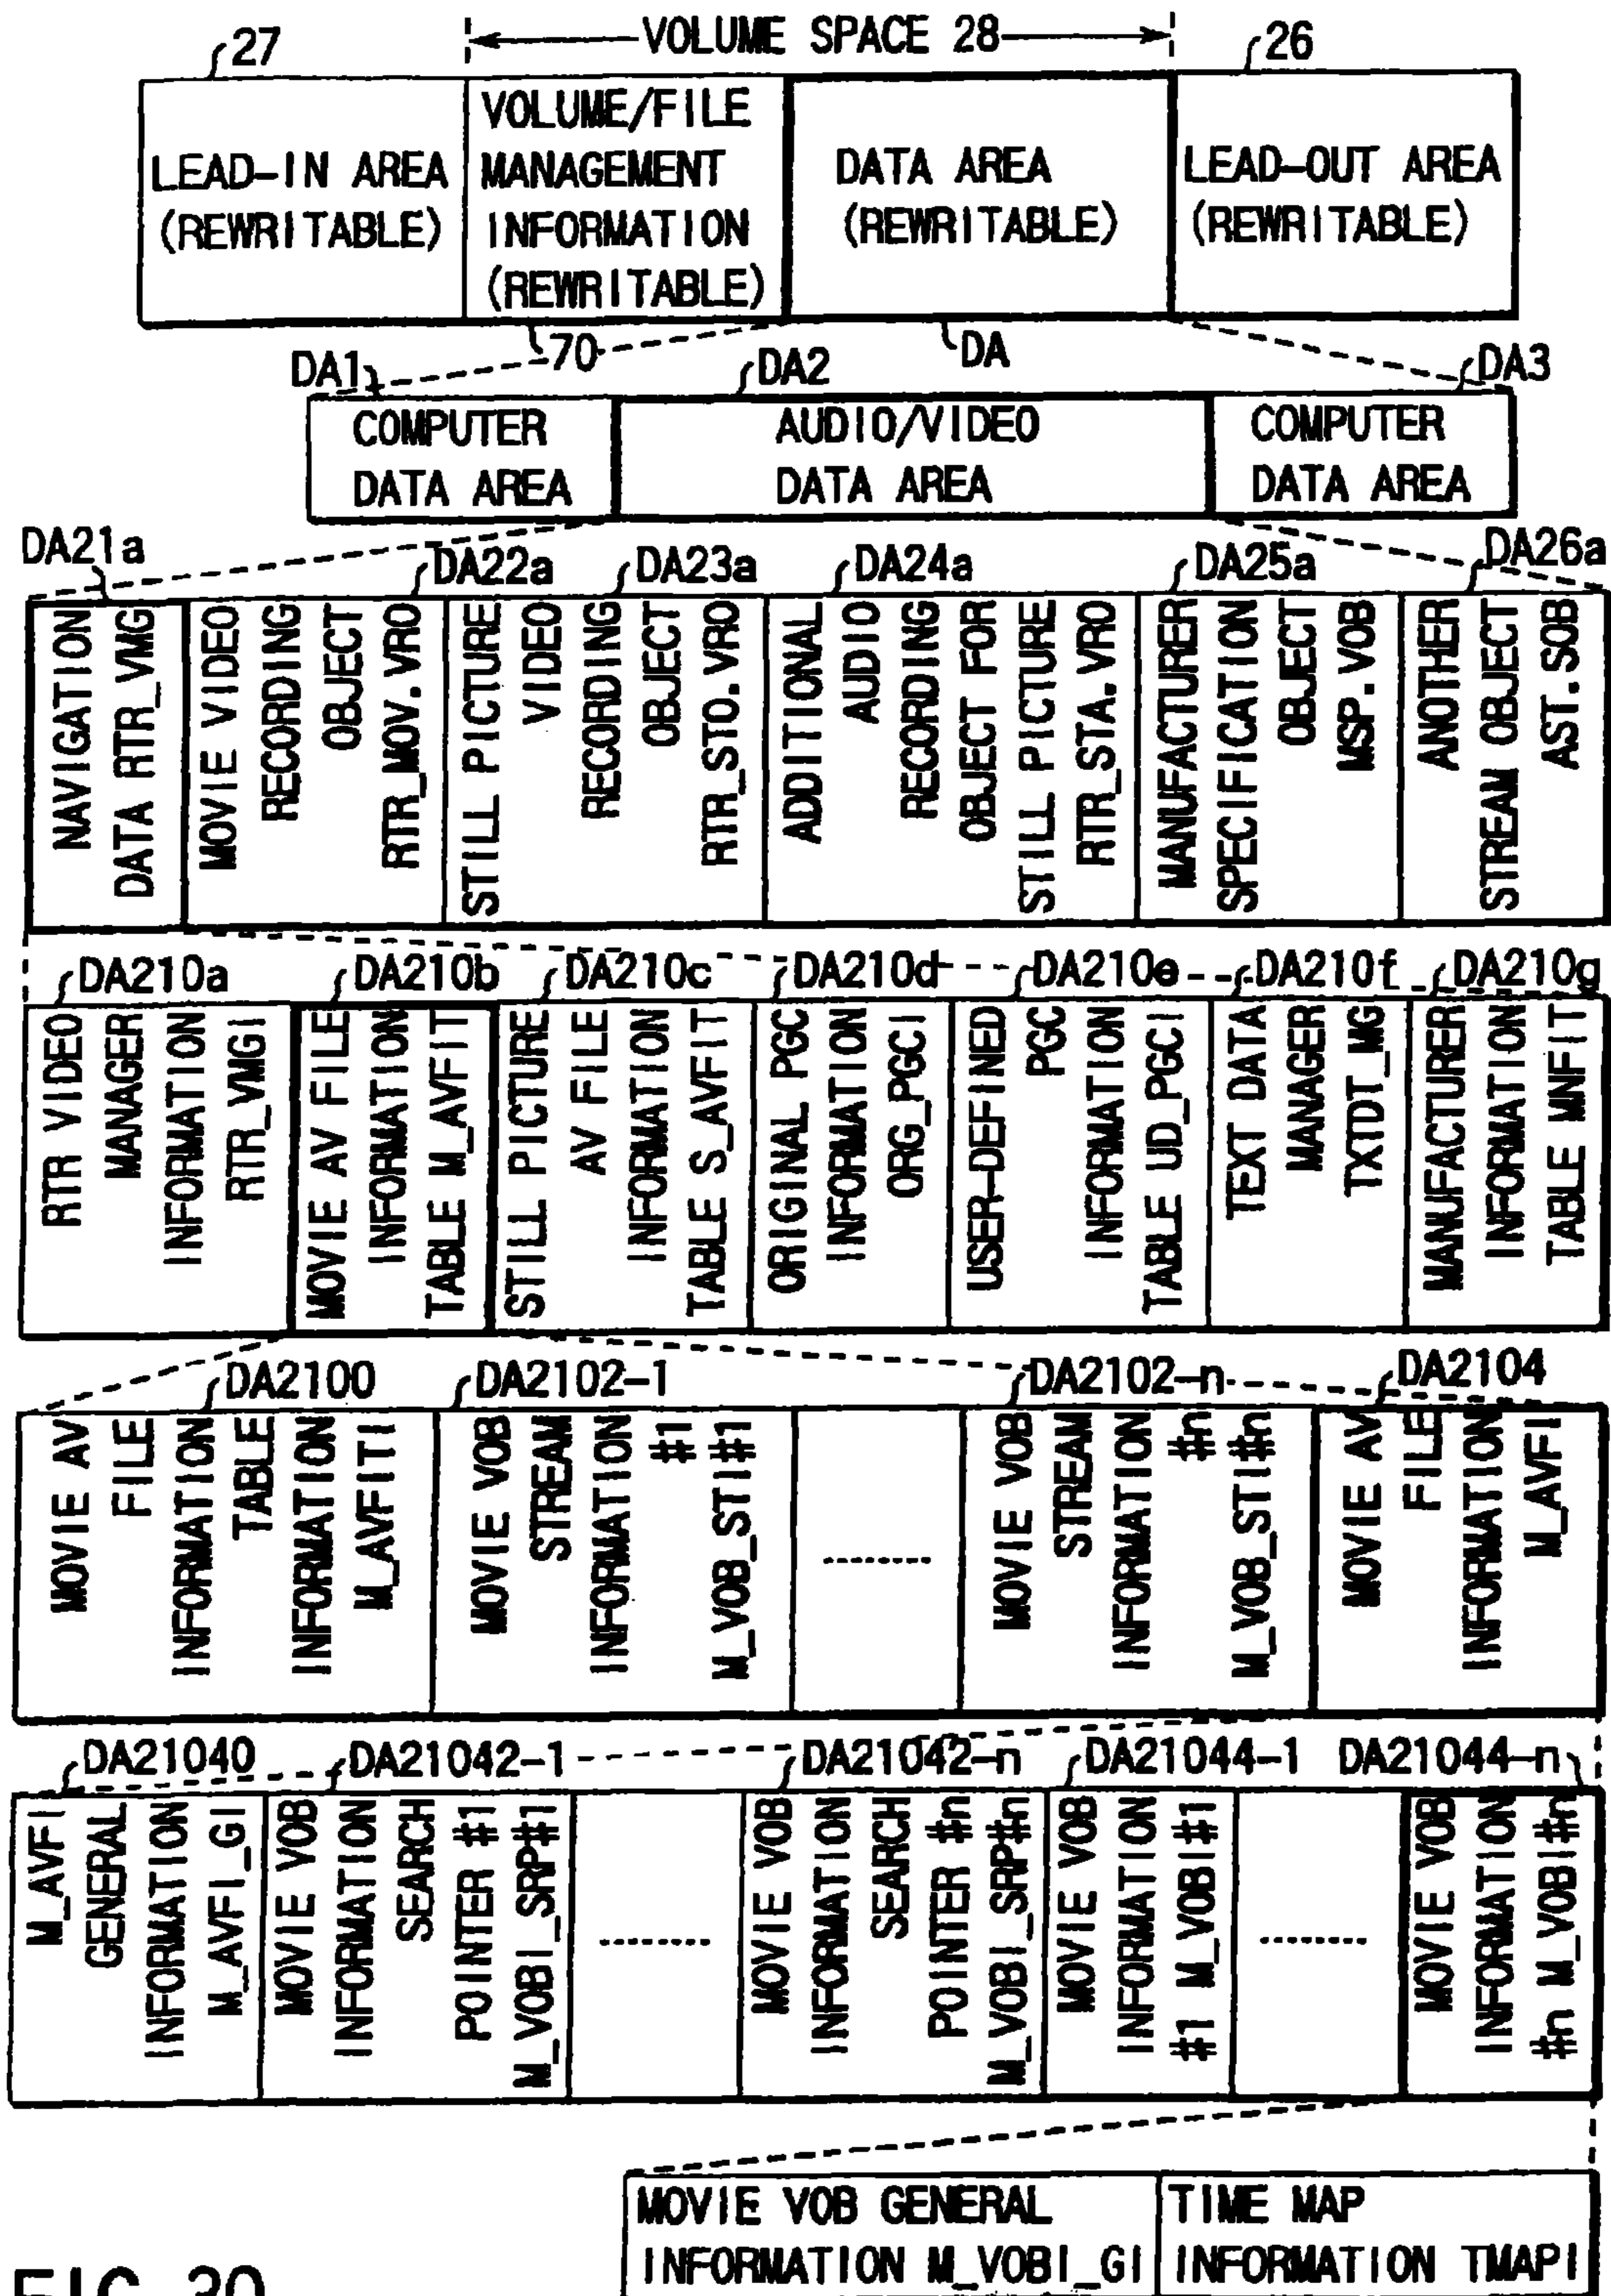 VOLUME SPACE 28
27
26
LEAD-IN AREA
(REWRITABLE)
VOLUME/FILE
MANAGEMENT
INFORMATION
(REWRITABLE)
DATA AREA
(REWRITABLE)
LEAD-OUT AREA
(REWRITABLE)
70
DA
DA1
DA2
DA3
COMPUTER
DATA AREA
AUDIO/VIDEO
DATA AREA
COMPUTER
DATA AREA
DA21a
DA22a
DA23a
DA24a
DA25a
DA26a
NAVIGATION
DATA RTR_VMG
MOVIE VIDEO
RECORDING
OBJECT
RTR_MOV.VRO
STILL PICTURE
VIDEO
RECORDING
OBJECT
RTR_STO.VRO
ADDITIONAL
AUDIO
RECORDING
OBJECT FOR
STILL PICTURE
RTR_STA.VRO
MANUFACTURER
SPECIFICATION
OBJECT
MSP.VOB
ANOTHER
STREAM OBJECT
AST.SOB
DA210a
DA210b
DA210c
DA210d
DA210e
DA210f
DA210g
RTR VIDEO
MANAGER
INFORMATION
RTR_VMGI
MOVIE AV FILE
INFORMATION
TABLE M_AVFIT
STILL PICTURE
AV FILE
INFORMATION
TABLE S_AVFIT
ORIGINAL PGC
INFORMATION
ORG_PGCI
USER-DEFINED
PGC
INFORMATION
TABLE UD_PGCI
TEXT DATA
MANAGER
TXTDT_MG
MANUFACTURER
INFORMATION
TABLE MNFIT
DA2100
DA2102-1
DA2102-n
DA2104
MOVIE AV
FILE
INFORMATION
TABLE
INFORMATION
M_AVFITI
MOVIE VOB
STREAM
INFORMATION
#1
M_VOB_STI#1
MOVIE VOB
STREAM
INFORMATION
#n
M_VOB_STI#n
MOVIE AV
FILE
INFORMATION
M_AVFI
DA21040
DA21042-1
DA21042-n
DA21044-1
DA21044-n
M_AVFI
GENERAL
INFORMATION
M_AVFI_GI
MOVIE VOB
INFORMATION
SEARCH
POINTER #1
M_VOBI_SRP#1
MOVIE VOB
INFORMATION
SEARCH
POINTER #n
M_VOBI_SRP#n
MOVIE VOB
INFORMATION
#1 M_VOBI#1
MOVIE VOB
INFORMATION
#n M_VOBI#n
MOVIE VOB GENERAL
INFORMATION M_VOBI_GI
TIME MAP
INFORMATION TMAPI